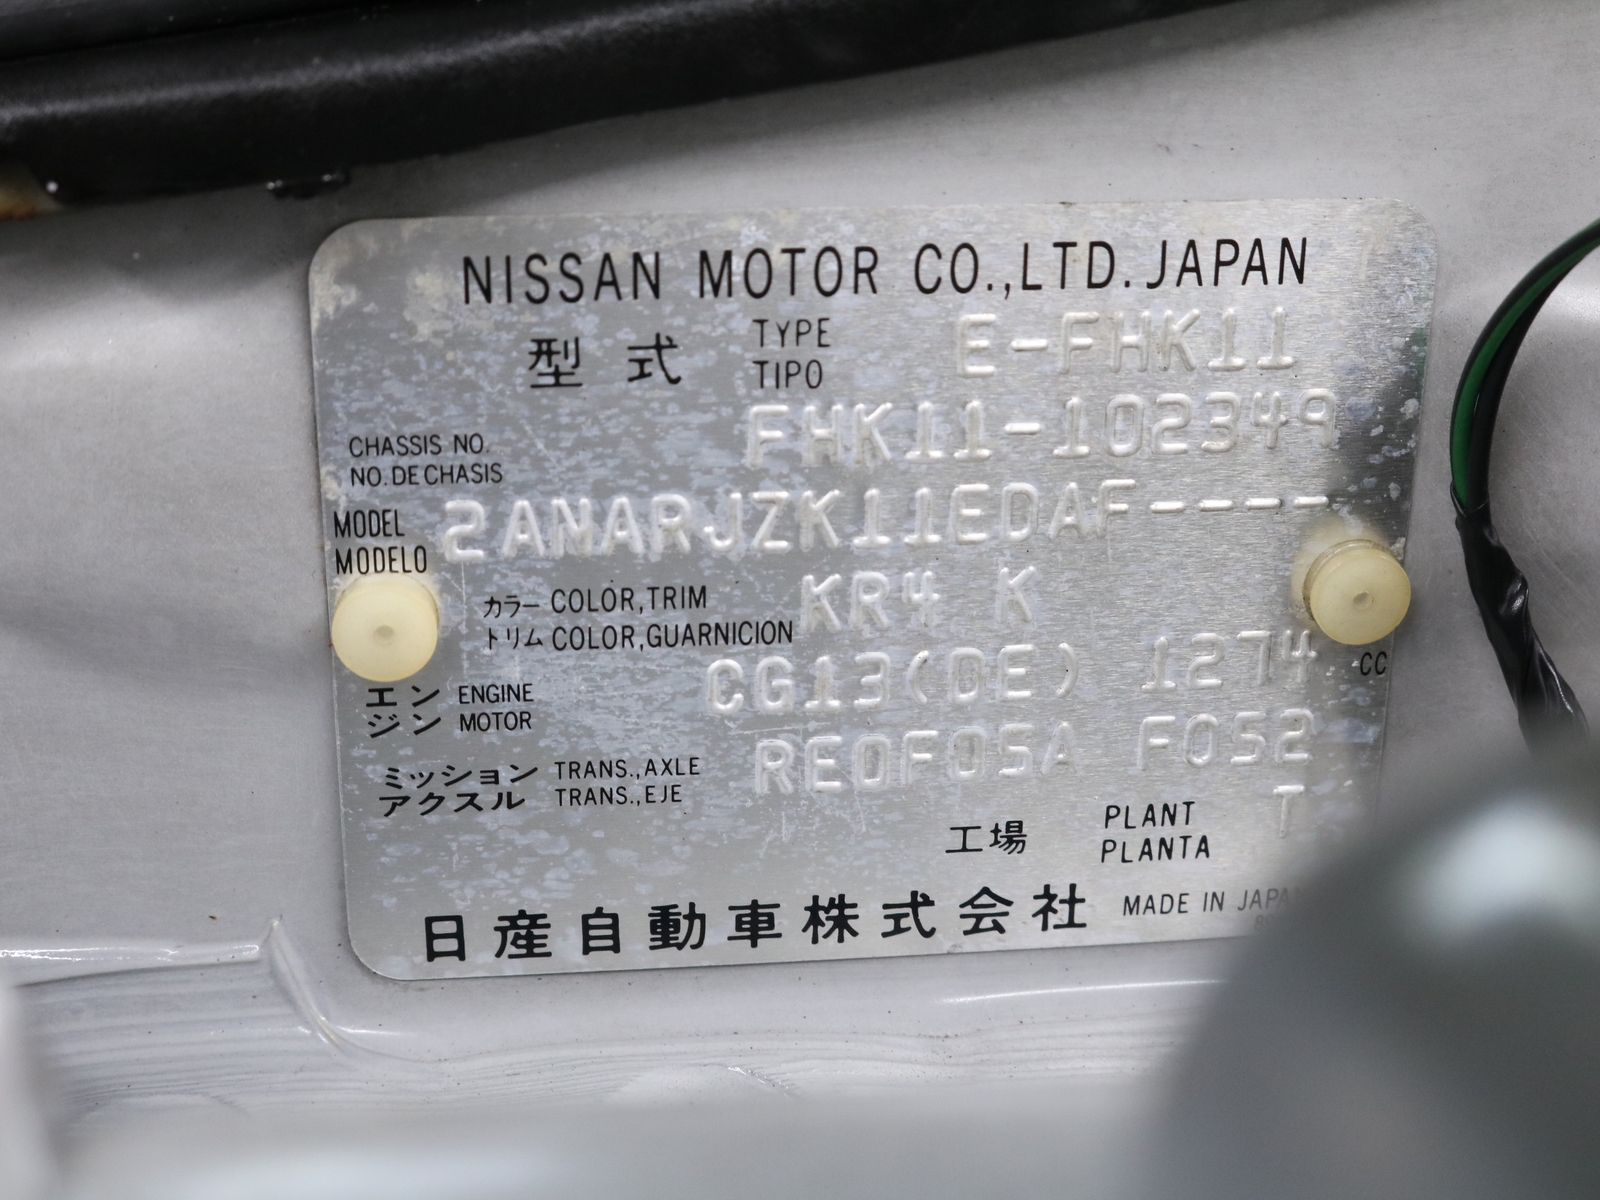 NISSAN MOTOR CO.,LTD.JAPAN
型式 TYPE E-FHK11
TIPO
CHASSIS NO. FHK11-102349
NO.DE CHASIS
MODEL 2ANARJZK11EDAF----
MODELO
カラー COLOR,TRIM KR4 K
トリム COLOR,GUARNICION
エン ENGINE CG13(DE) 1274 CC
ジン MOTOR
ミッション TRANS.,AXLE RE0F05A F052
アクスル TRANS.,EJE
工場 PLANT T
PLANTA
日産自動車株式会社 MADE IN JAPAN